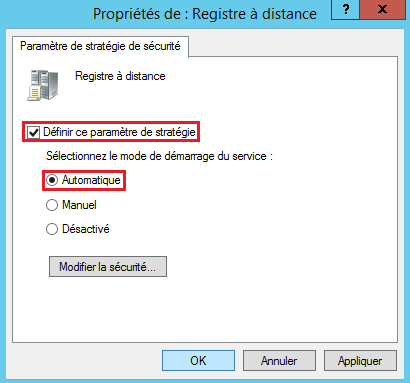 Propriétés de : Registre à distance
?
x
Paramètre de stratégie de sécurité
Registre à distance
Définir ce paramètre de stratégie
Sélectionnez le mode de démarrage du service :
Automatique
Manuel
Désactivé
Modifier la sécurité...
OK
Annuler
Appliquer